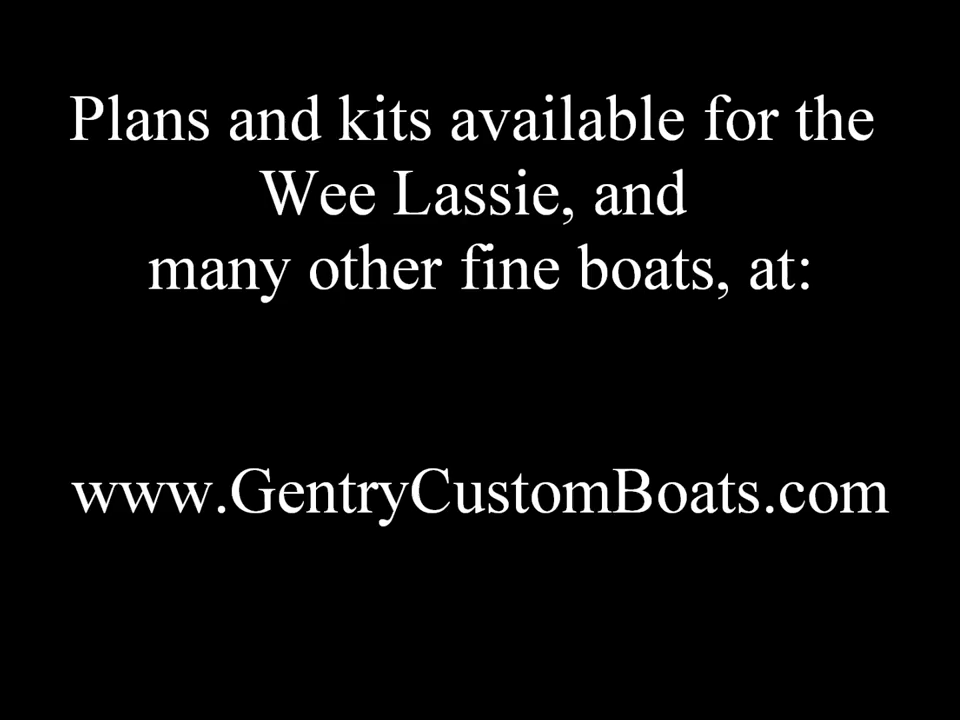 Plans and kits available for the
Wee Lassie, and
many other fine boats, at:
www.GentryCustomBoats.com